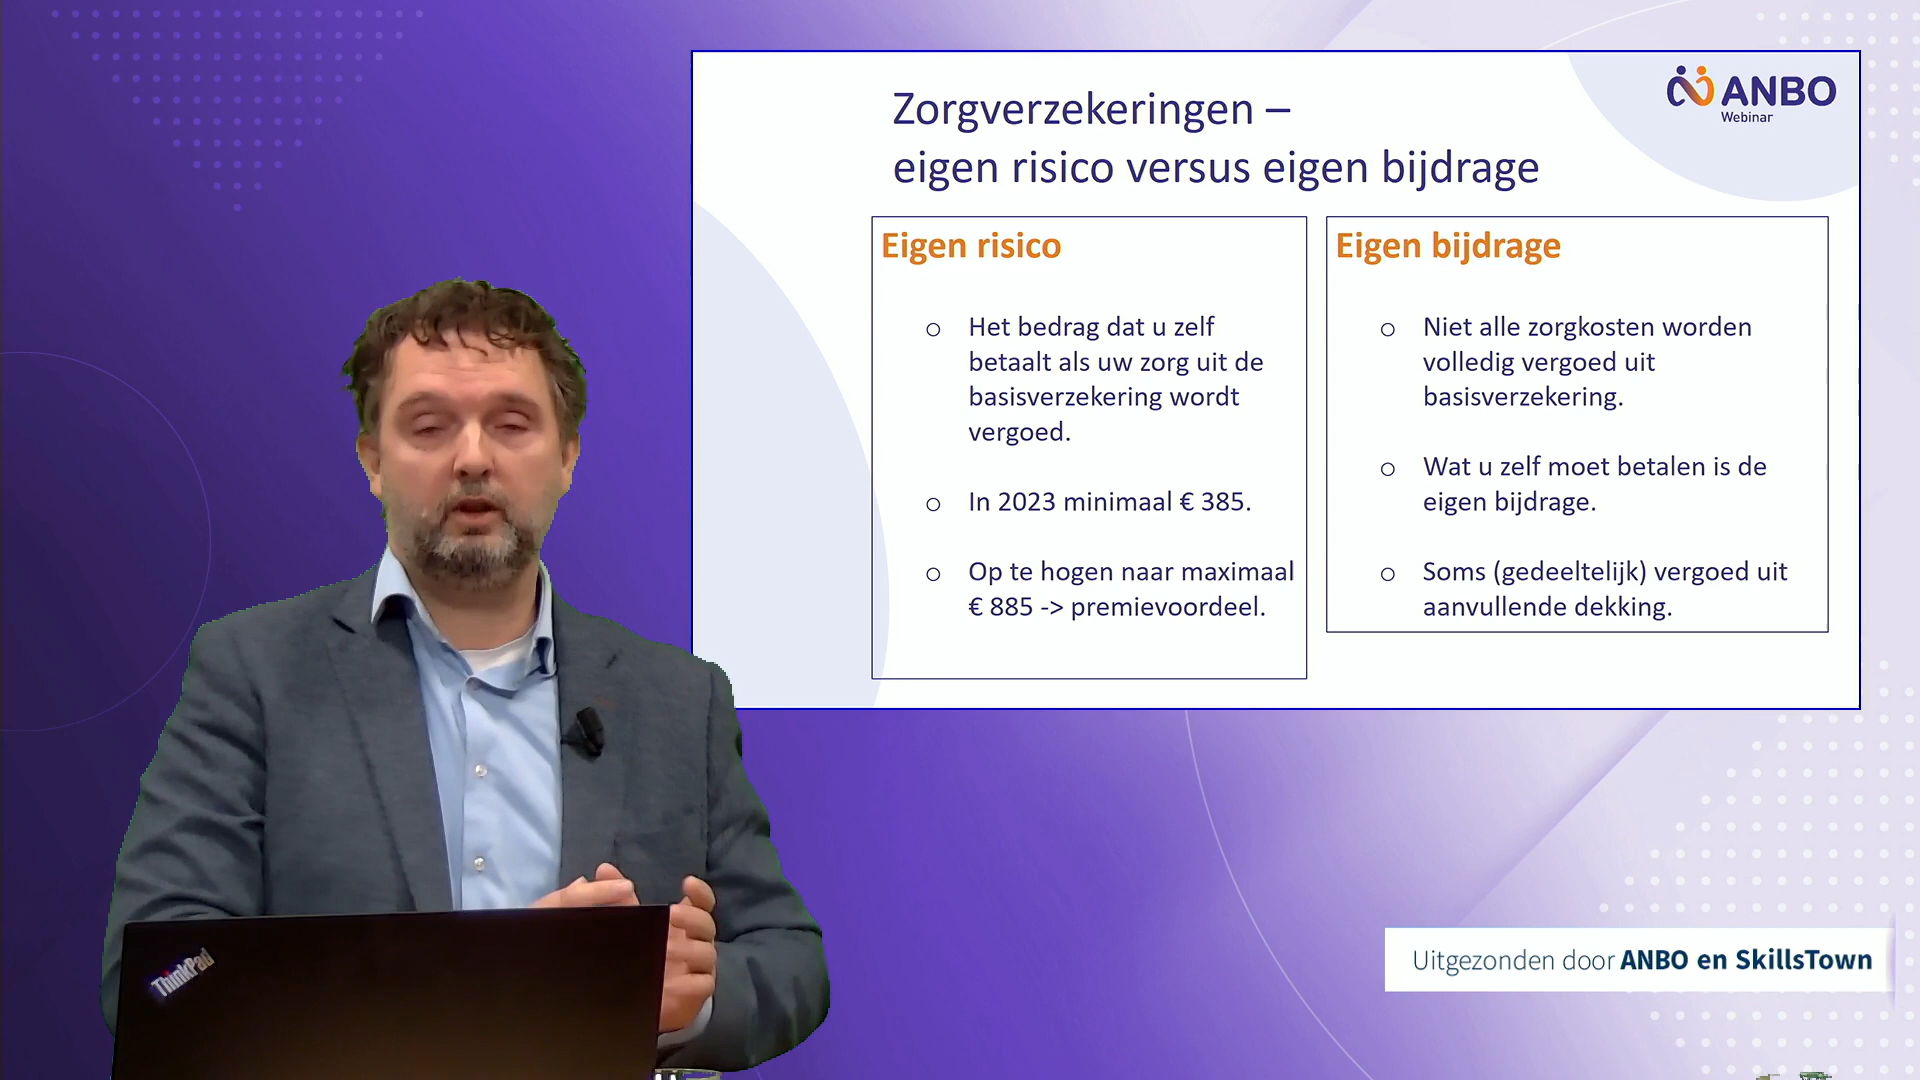 ANBO
Webinar
Zorgverzekeringen –
eigen risico versus eigen bijdrage
Eigen risico
○ Het bedrag dat u zelf
betaalt als uw zorg uit de
basisverzekering wordt
vergoed.
○ In 2023 minimaal € 385.
○ Op te hogen naar maximaal
€ 885 -> premievoordeel.
Eigen bijdrage
○ Niet alle zorgkosten worden
volledig vergoed uit
basisverzekering.
○ Wat u zelf moet betalen is de
eigen bijdrage.
○ Soms (gedeeltelijk) vergoed uit
aanvullende dekking.
ThinkPad
Uitgezonden door ANBO en SkillsTown